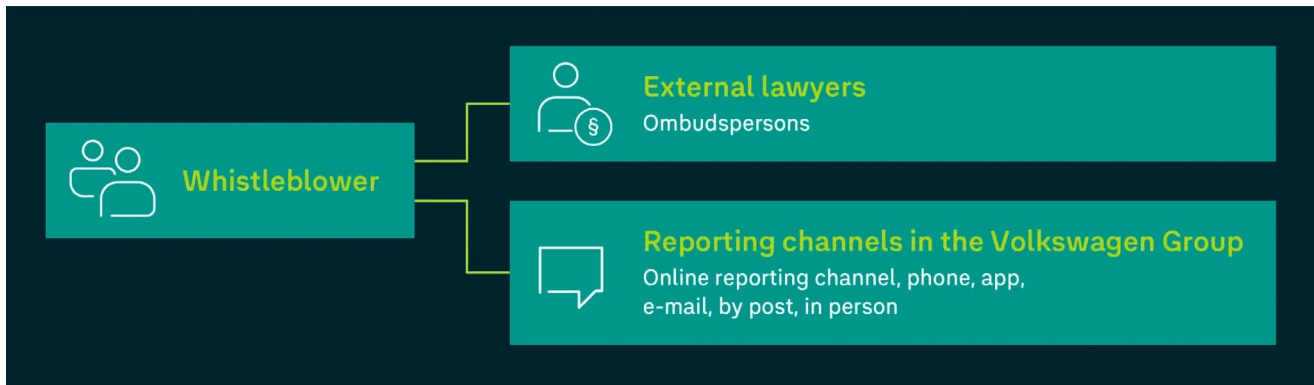 Whistleblower
External lawyers
§
Ombudspersons
Reporting channels in the Volkswagen Group
Online reporting channel, phone, app,
e-mail, by post, in person